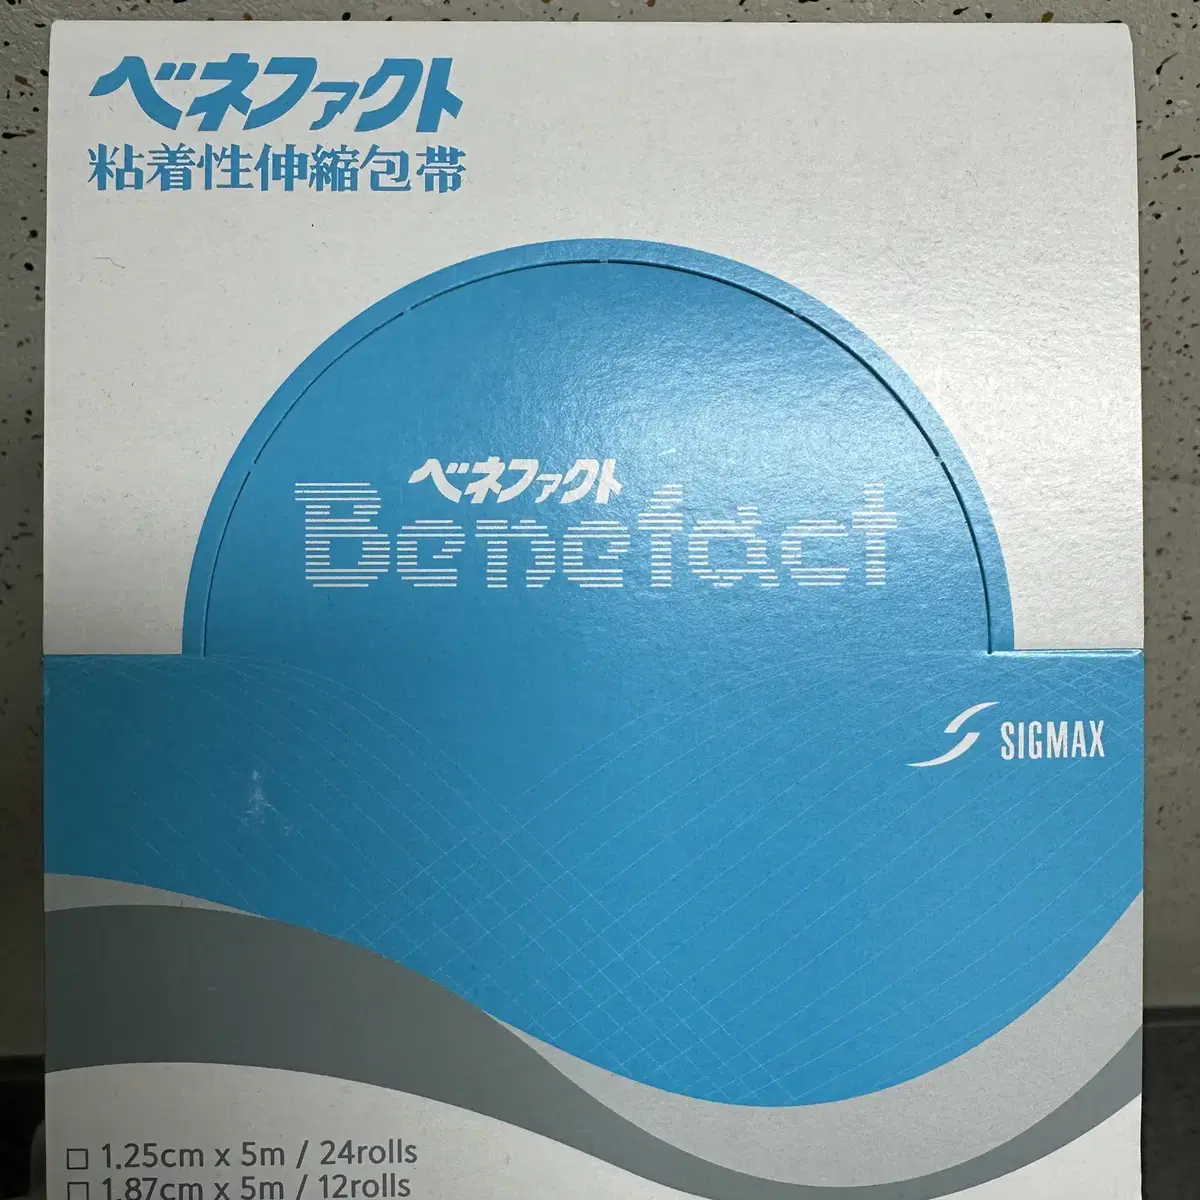 ベネファクト
粘着性伸縮包帯
ベネファクト
Benefact
SIGMAX
□ 1.25cm x 5m / 24rolls
□ 1.87cm x 5m / 12rolls